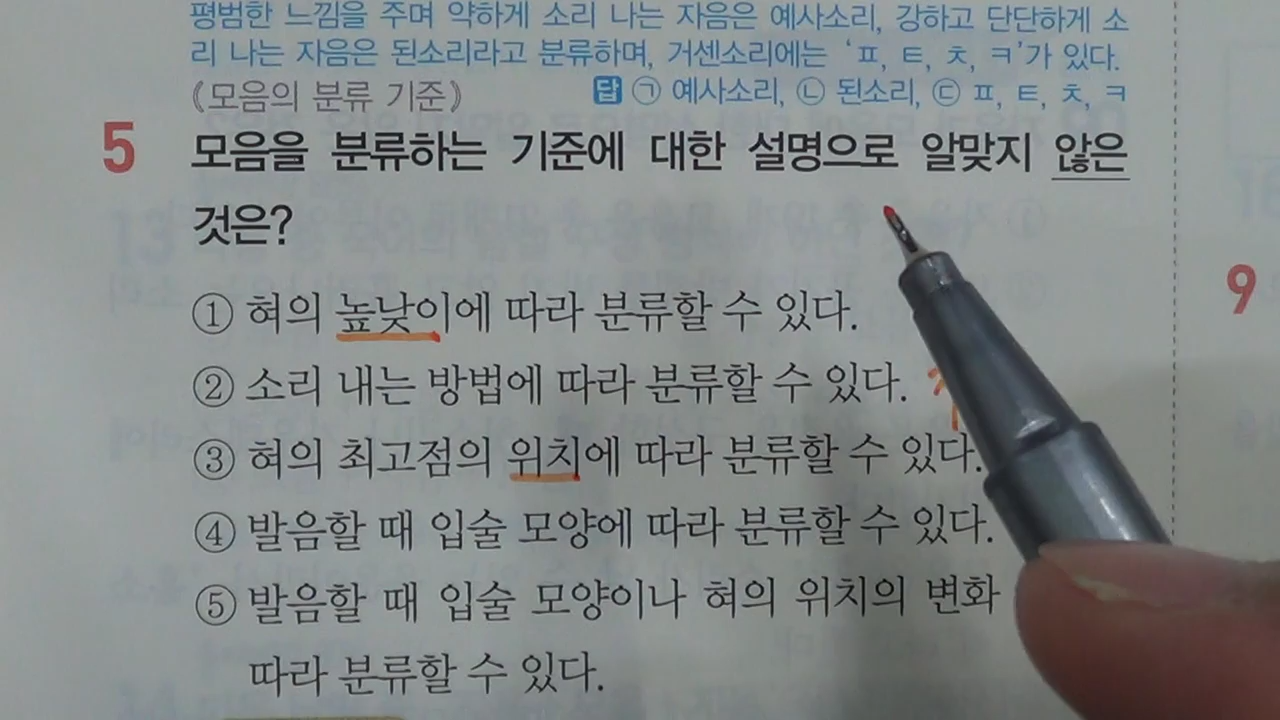 평범한 느낌을 주며 약하게 소리 나는 자음은 예사소리, 강하고 단단하게 소
리 나는 자음은 된소리라고 분류하며, 거센소리에는 ‘ㅍ, ㅌ, ㅊ, ㅋ’가 있다.
《모음의 분류 기준》 답 ㉠ 예사소리, ㉡ 된소리, ㉢ ㅍ, ㅌ, ㅊ, ㅋ
5 모음을 분류하는 기준에 대한 설명으로 알맞지 않은
것은?
① 혀의 높낮이에 따라 분류할 수 있다.
② 소리 내는 방법에 따라 분류할 수 있다.
③ 혀의 최고점의 위치에 따라 분류할 수 있다.
④ 발음할 때 입술 모양에 따라 분류할 수 있다.
⑤ 발음할 때 입술 모양이나 혀의 위치의 변화
따라 분류할 수 있다.
9